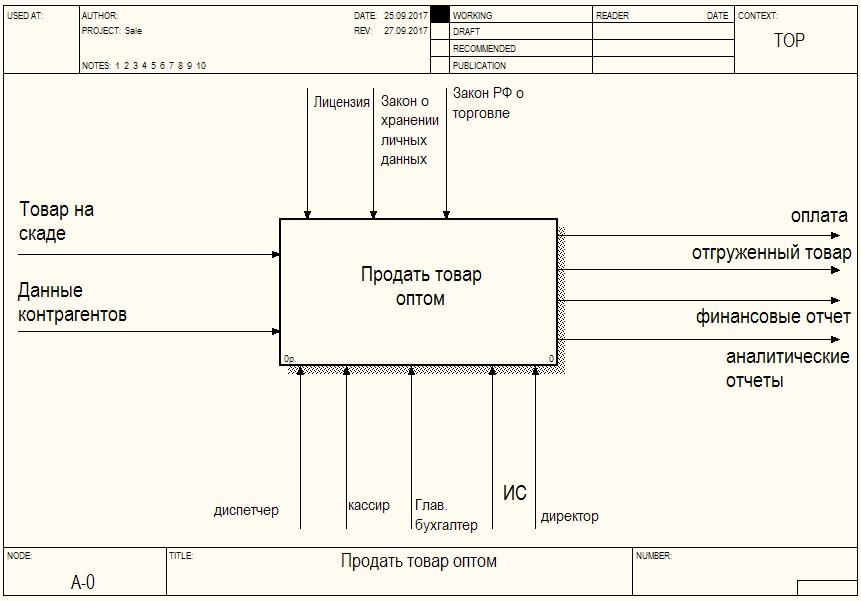 USED AT:
AUTHOR:
DATE: 25.09.2017
PROJECT: Sale
REV: 27.09.2017
NOTES: 1 2 3 4 5 6 7 8 9 10
WORKING
DRAFT
RECOMMENDED
PUBLICATION
READER
DATE
CONTEXT:
TOP
Лицензия
Закон о
хранении
личных
данных
Закон РФ о
торговле
Товар на
скаде
Данные
контрагентов
Продать товар
оптом
0р.
0
оплата
отгруженный товар
финансовые отчет
аналитические
отчеты
диспетчер
кассир
Глав.
бухгалтер
ИС
директор
NODE:
A-0
TITLE:
Продать товар оптом
NUMBER: